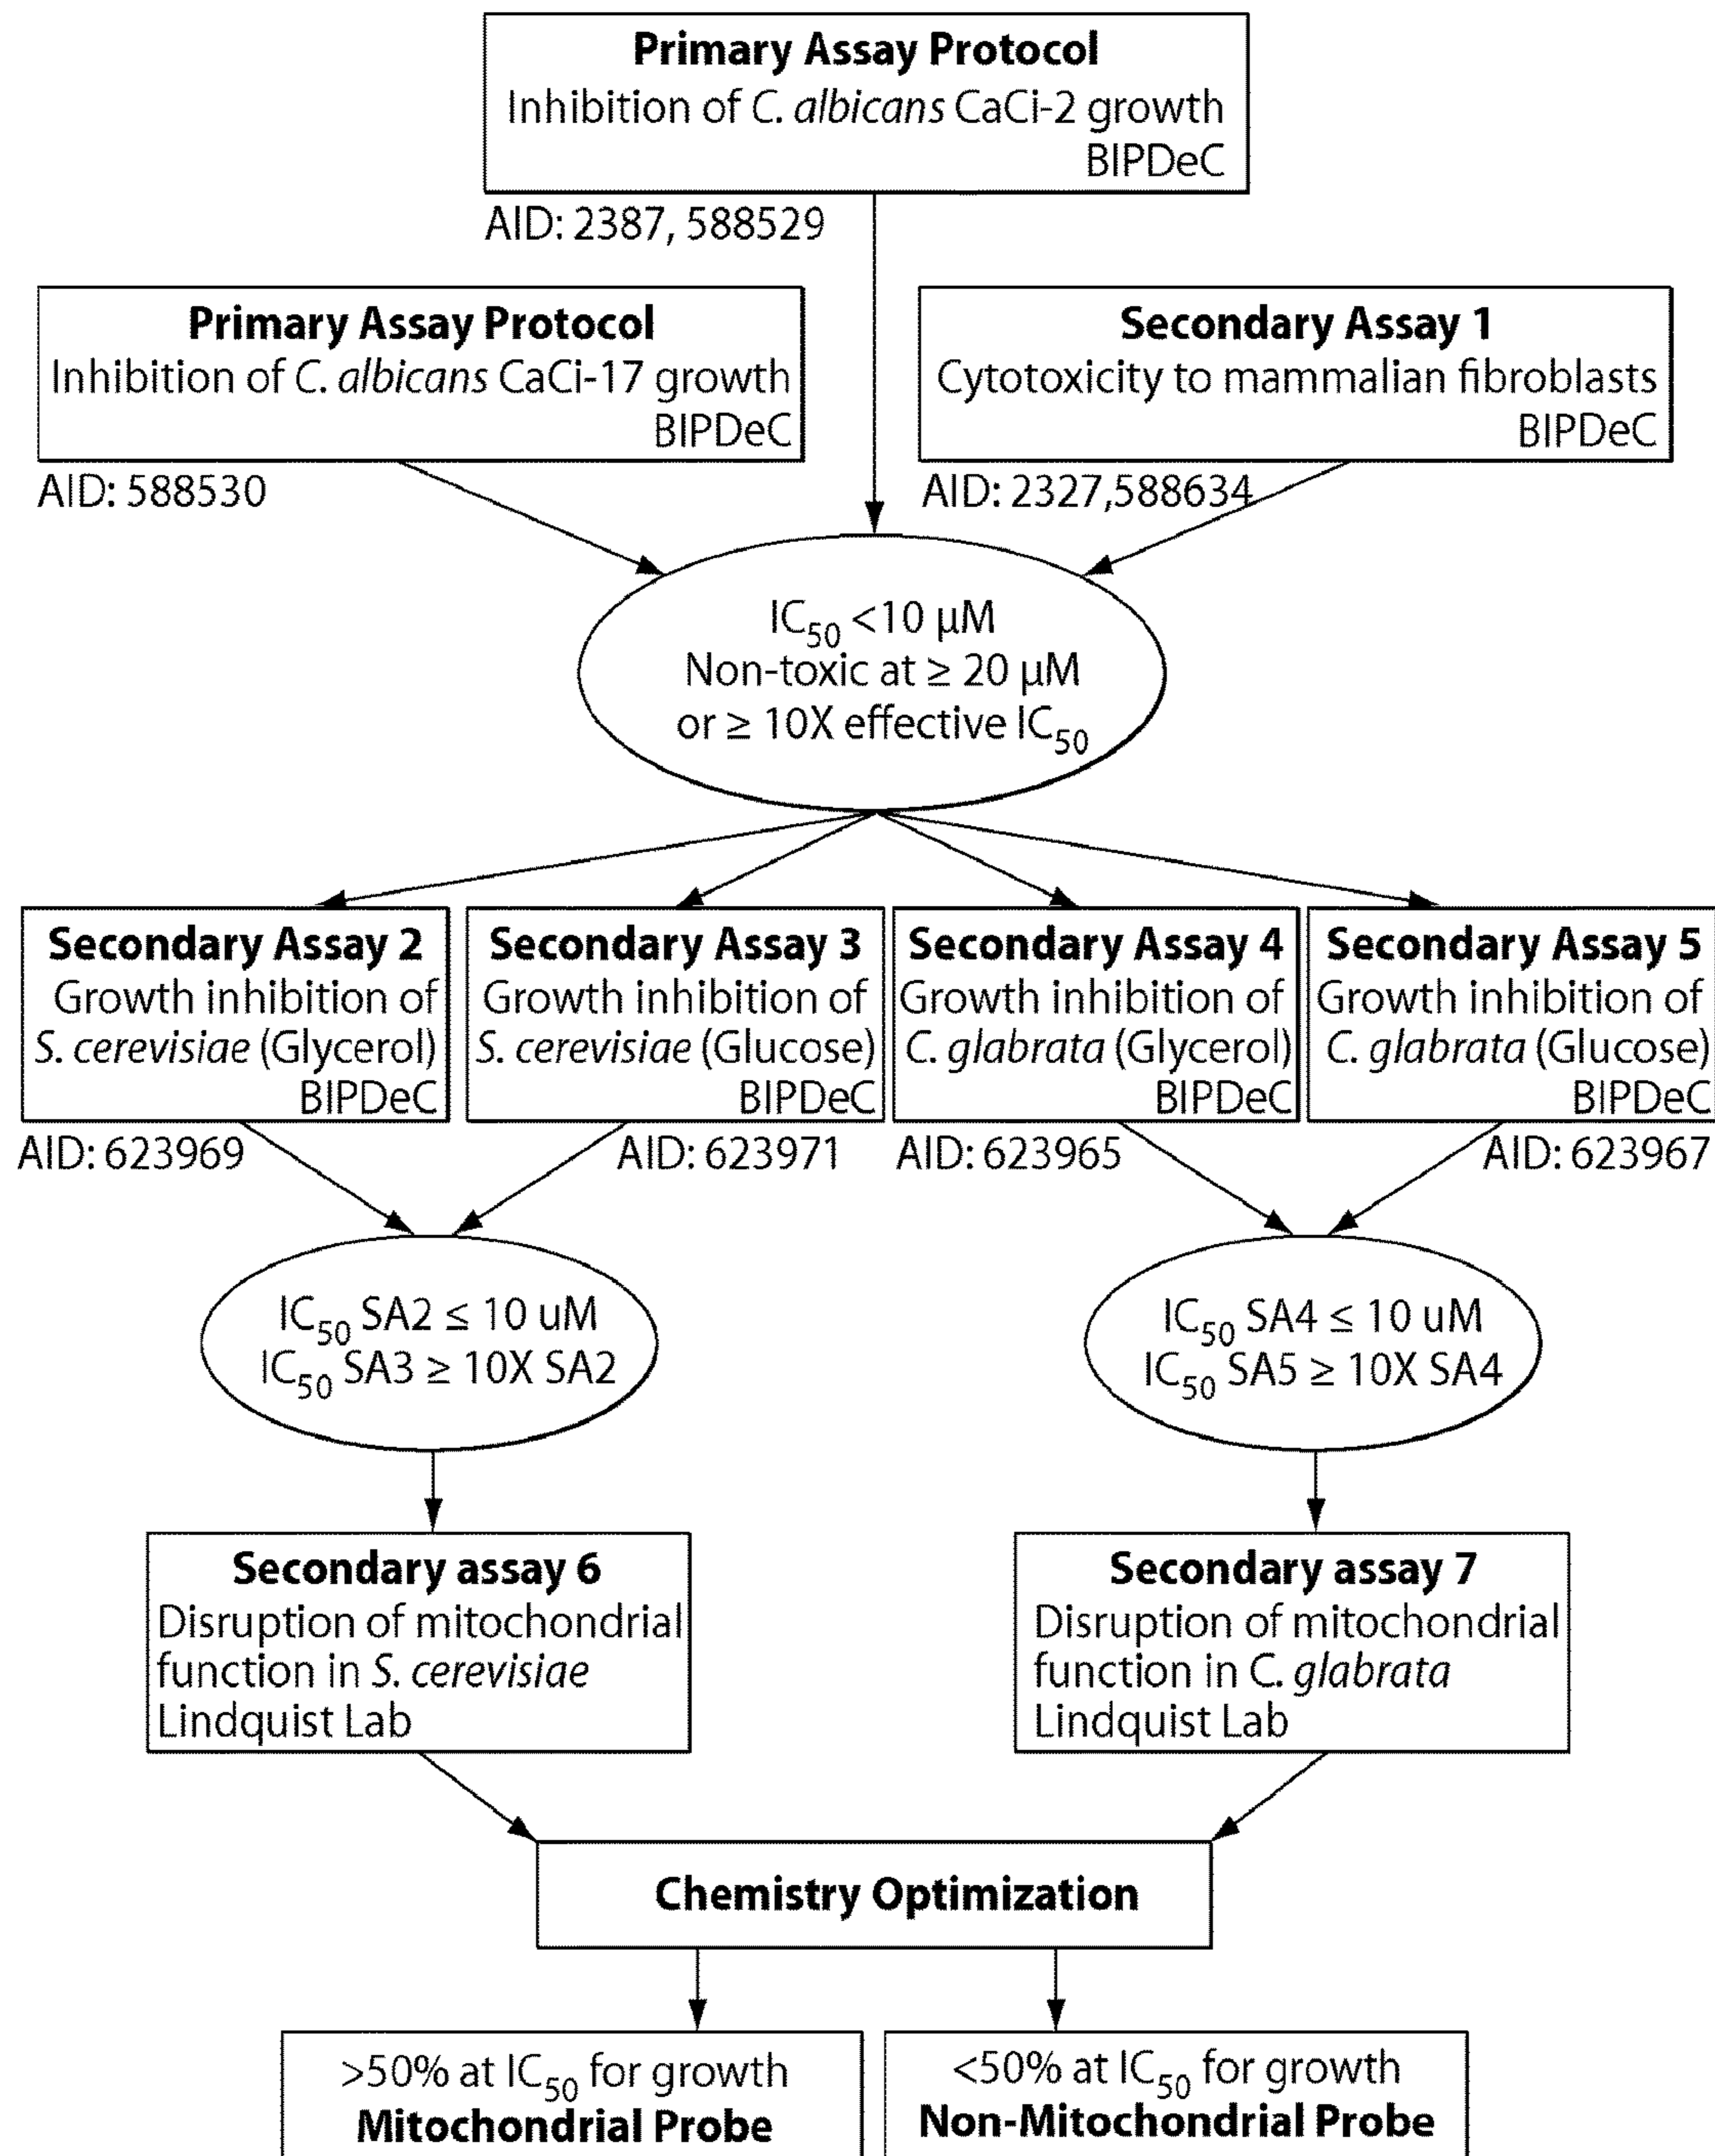 Primary Assay Protocol
Inhibition of C. albicans CaCi-2 growth
BIPDeC
AID: 2387, 588529
Primary Assay Protocol
Inhibition of C. albicans CaCi-17 growth
BIPDeC
AID: 588530
Secondary Assay 1
Cytotoxicity to mammalian fibroblasts
BIPDeC
AID: 2327,588634
IC50 <10 µM
Non-toxic at ≥ 20 µM
or ≥ 10X effective IC50
Secondary Assay 2
Growth inhibition of
S. cerevisiae (Glycerol)
BIPDeC
AID: 623969
Secondary Assay 3
Growth inhibition of
S. cerevisiae (Glucose)
BIPDeC
AID: 623971
Secondary Assay 4
Growth inhibition of
C. glabrata (Glycerol)
BIPDeC
AID: 623965
Secondary Assay 5
Growth inhibition of
C. glabrata (Glucose)
BIPDeC
AID: 623967
IC50 SA2 ≤ 10 uM
IC50 SA3 ≥ 10X SA2
IC50 SA4 ≤ 10 uM
IC50 SA5 ≥ 10X SA4
Secondary assay 6
Disruption of mitochondrial
function in S. cerevisiae
Lindquist Lab
Secondary assay 7
Disruption of mitochondrial
function in C. glabrata
Lindquist Lab
Chemistry Optimization
>50% at IC50 for growth
Mitochondrial Probe
<50% at IC50 for growth
Non-Mitochondrial Probe